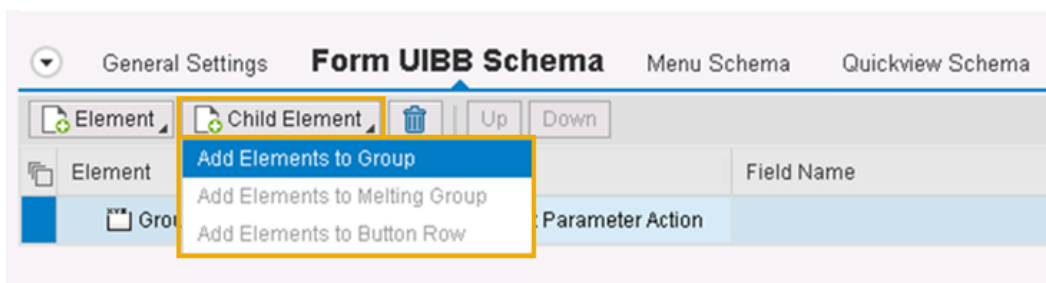 General Settings Form UIBB Schema Menu Schema Quickview Schema
Element Child Element Up Down
Add Elements to Group
Element Field Name
Add Elements to Melting Group
Parameter Action
Add Elements to Button Row